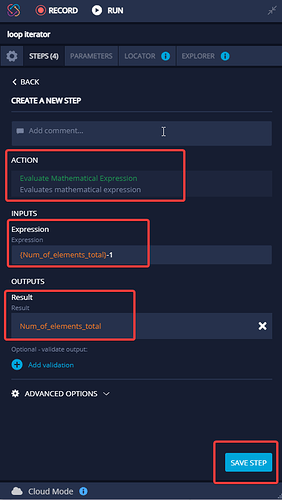 RECORD RUN
loop iterator
STEPS (4) PARAMETERS LOCATOR EXPLORER
BACK
CREATE A NEW STEP
Add comment...
ACTION
Evaluate Mathematical Expression
Evaluates mathematical expression
INPUTS
Expression
Expression
{Num_of_elements_total}-1
OUTPUTS
Result
Result
Num_of_elements_total
Optional - validate output:
Add validation
ADVANCED OPTIONS
SAVE STEP
Cloud Mode